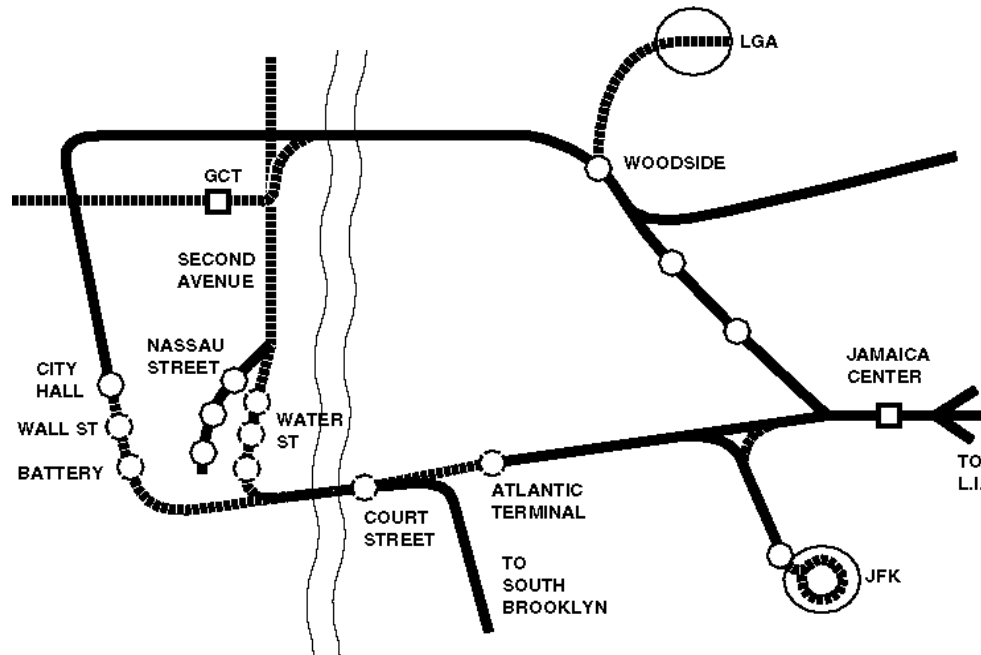 LGA
WOODSIDE
GCT
SECOND
AVENUE
NASSAU
STREET
CITY
HALL
JAMAICA
CENTER
WALL ST
WATER
ST
BATTERY
TO
L.I.
ATLANTIC
TERMINAL
COURT
STREET
TO
SOUTH
BROOKLYN
JFK